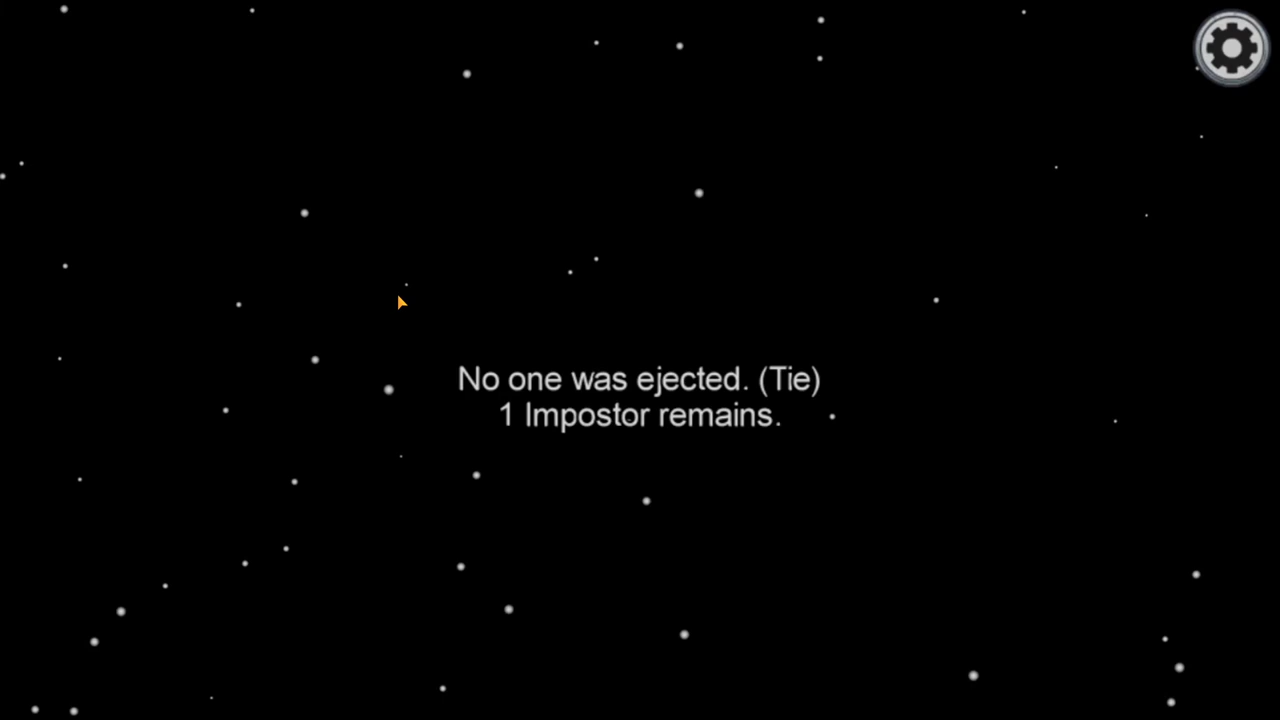 No one was ejected. (Tie)
1 Impostor remains.